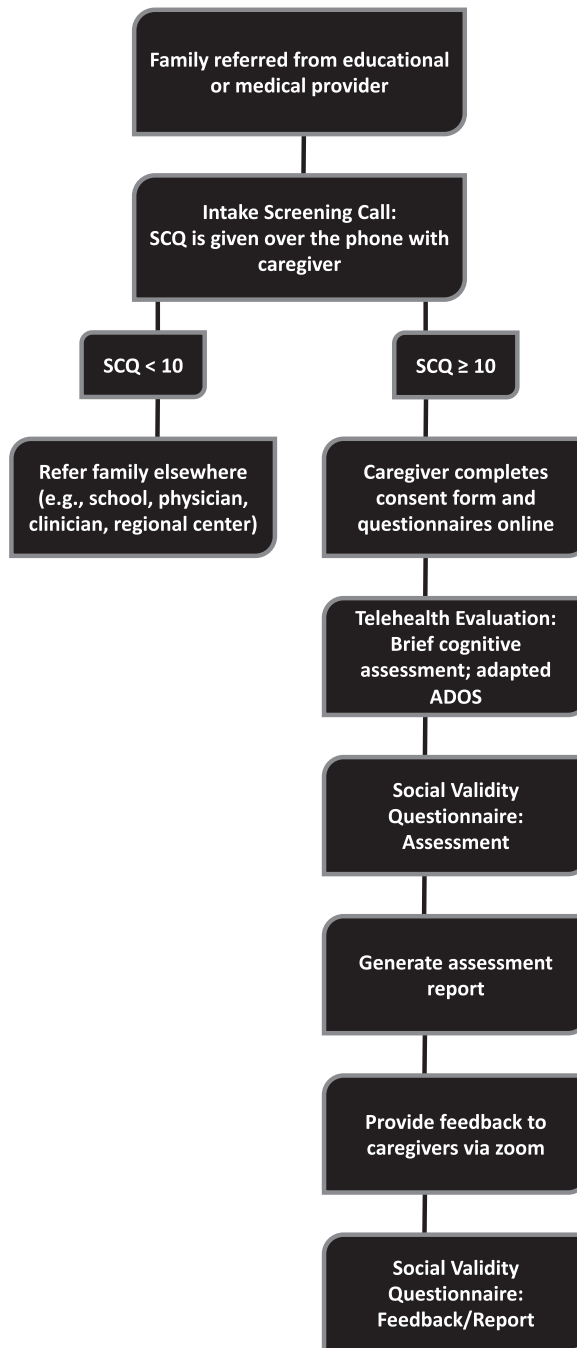 Family referred from educational
or medical provider
Intake Screening Call:
SCQ is given over the phone with
caregiver
SCQ < 10
SCQ ≥ 10
Refer family elsewhere
(e.g., school, physician,
clinician, regional center)
Caregiver completes
consent form and
questionnaires online
Telehealth Evaluation:
Brief cognitive
assessment; adapted
ADOS
Social Validity
Questionnaire:
Assessment
Generate assessment
report
Provide feedback to
caregivers via zoom
Social Validity
Questionnaire:
Feedback/Report